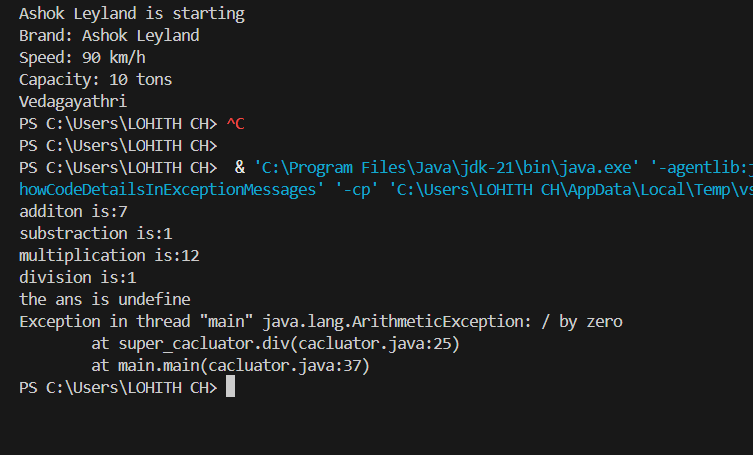 Ashok Leyland is starting
Brand: Ashok Leyland
Speed: 90 km/h
Capacity: 10 tons
Vedagayathri
PS C:\Users\LOHITH CH> ^C
PS C:\Users\LOHITH CH>
PS C:\Users\LOHITH CH>  & 'C:\Program Files\Java\jdk-21\bin\java.exe' '-agentlib:j
howCodeDetailsInExceptionMessages' '-cp' 'C:\Users\LOHITH CH\AppData\Local\Temp\vs
additon is:7
substraction is:1
multiplication is:12
division is:1
the ans is undefine
Exception in thread "main" java.lang.ArithmeticException: / by zero
        at super_cacluator.div(cacluator.java:25)
        at main.main(cacluator.java:37)
PS C:\Users\LOHITH CH>